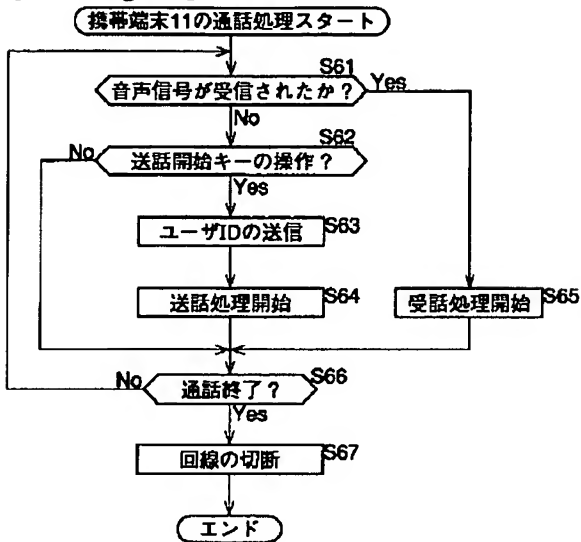 携帯端末11の通話処理スタート
S61
音声信号が受信されたか？
Yes
No
S62
No
送話開始キーの操作？
Yes
ユーザIDの送信
S63
送話処理開始
S64
受話処理開始
S65
No
通話終了？
S66
Yes
回線の切断
S67
エンド